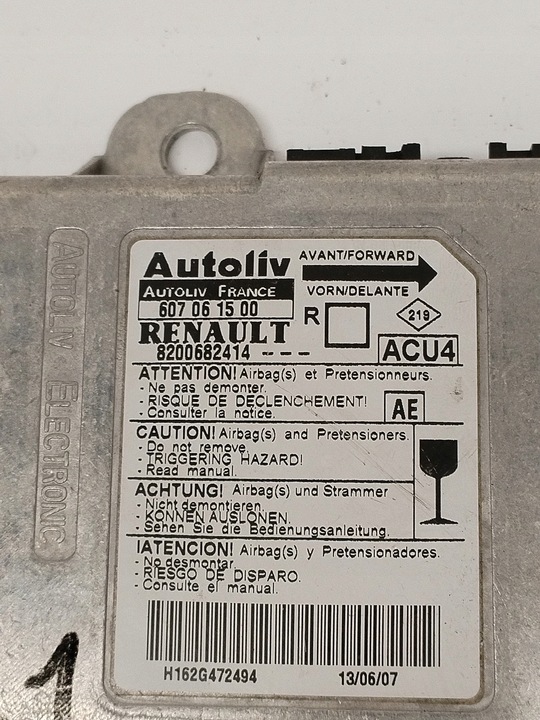 Autoliv
AVANT/FORWARD
AUTOLIV FRANCE
VORN/DELANTE
607 06 15 00
R
219
RENAULT
8200682414 ---
ACU4
ATTENTION! Airbag(s) et Pretensionneurs.
- Ne pas demonter.
- RISQUE DE DECLENCHEMENT!
- Consulter la notice.
AE
CAUTION! Airbag(s) and Pretensioners.
- Do not remove.
- TRIGGERING HAZARD!
- Read manual.
ACHTUNG! Airbag(s) und Strammer
- Nicht demontieren.
- KONNEN AUSLONEN.
- Sehen Sie die Bedienungsanleitung.
!ATENCION! Airbag(s) y Pretensionadores.
- No desmontar.
- RIESGO DE DISPARO.
- Consulte el manual.
H162G472494
13/06/07
AUTOLIV ELECTRONIC
1